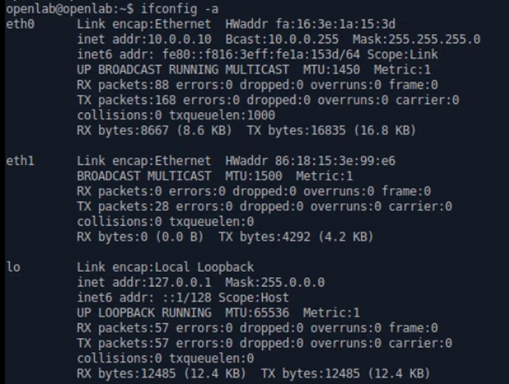 openlab@openlab:~$ ifconfig -a
eth0 Link encap:Ethernet HWaddr fa:16:3e:1a:15:3d
inet addr:10.0.0.10 Bcast:10.0.0.255 Mask:255.255.255.0
inet6 addr: fe80::f816:3eff:fe1a:153d/64 Scope:Link
UP BROADCAST RUNNING MULTICAST MTU:1450 Metric:1
RX packets:88 errors:0 dropped:0 overruns:0 frame:0
TX packets:168 errors:0 dropped:0 overruns:0 carrier:0
collisions:0 txqueuelen:1000
RX bytes:8667 (8.6 KB) TX bytes:16835 (16.8 KB)
eth1 Link encap:Ethernet HWaddr 86:18:15:3e:99:e6
BROADCAST MULTICAST MTU:1500 Metric:1
RX packets:0 errors:0 dropped:0 overruns:0 frame:0
TX packets:28 errors:0 dropped:0 overruns:0 carrier:0
collisions:0 txqueuelen:0
RX bytes:0 (0.0 B) TX bytes:4292 (4.2 KB)
lo Link encap:Local Loopback
inet addr:127.0.0.1 Mask:255.0.0.0
inet6 addr: ::1/128 Scope:Host
UP LOOPBACK RUNNING MTU:65536 Metric:1
RX packets:57 errors:0 dropped:0 overruns:0 frame:0
TX packets:57 errors:0 dropped:0 overruns:0 carrier:0
collisions:0 txqueuelen:0
RX bytes:12485 (12.4 KB) TX bytes:12485 (12.4 KB)